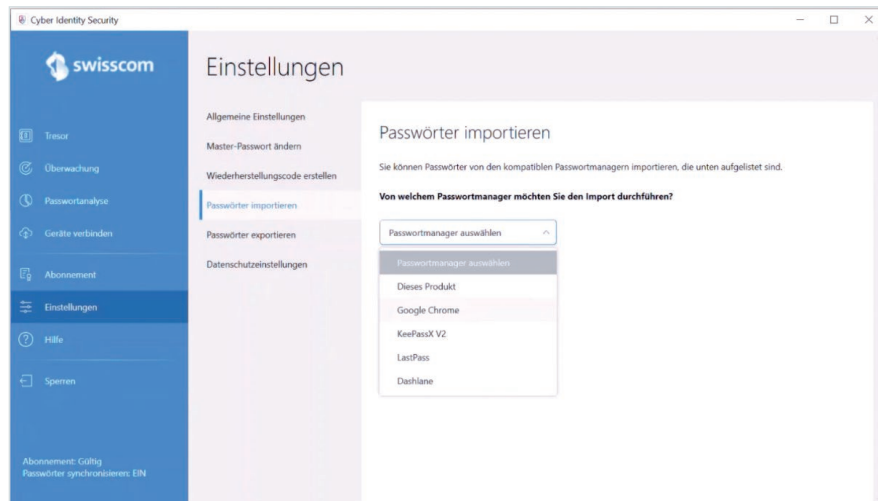 Cyber Identity Security
swisscom
Tresor
Überwachung
Passwortanalyse
Geräte verbinden
Abonnement
Einstellungen
Hilfe
Sperren
Abonnement: Gültig
Passwörter synchronisieren: EIN
Einstellungen
Allgemeine Einstellungen
Master-Passwort ändern
Wiederherstellungscode erstellen
Passwörter importieren
Passwörter exportieren
Datenschutzeinstellungen
Passwörter importieren
Sie können Passwörter von den kompatiblen Passwortmanagern importieren, die unten aufgelistet sind.
Von welchem Passwortmanager möchten Sie den Import durchführen?
Passwortmanager auswählen
Passwortmanager auswählen
Dieses Produkt
Google Chrome
KeePassX V2
LastPass
Dashlane